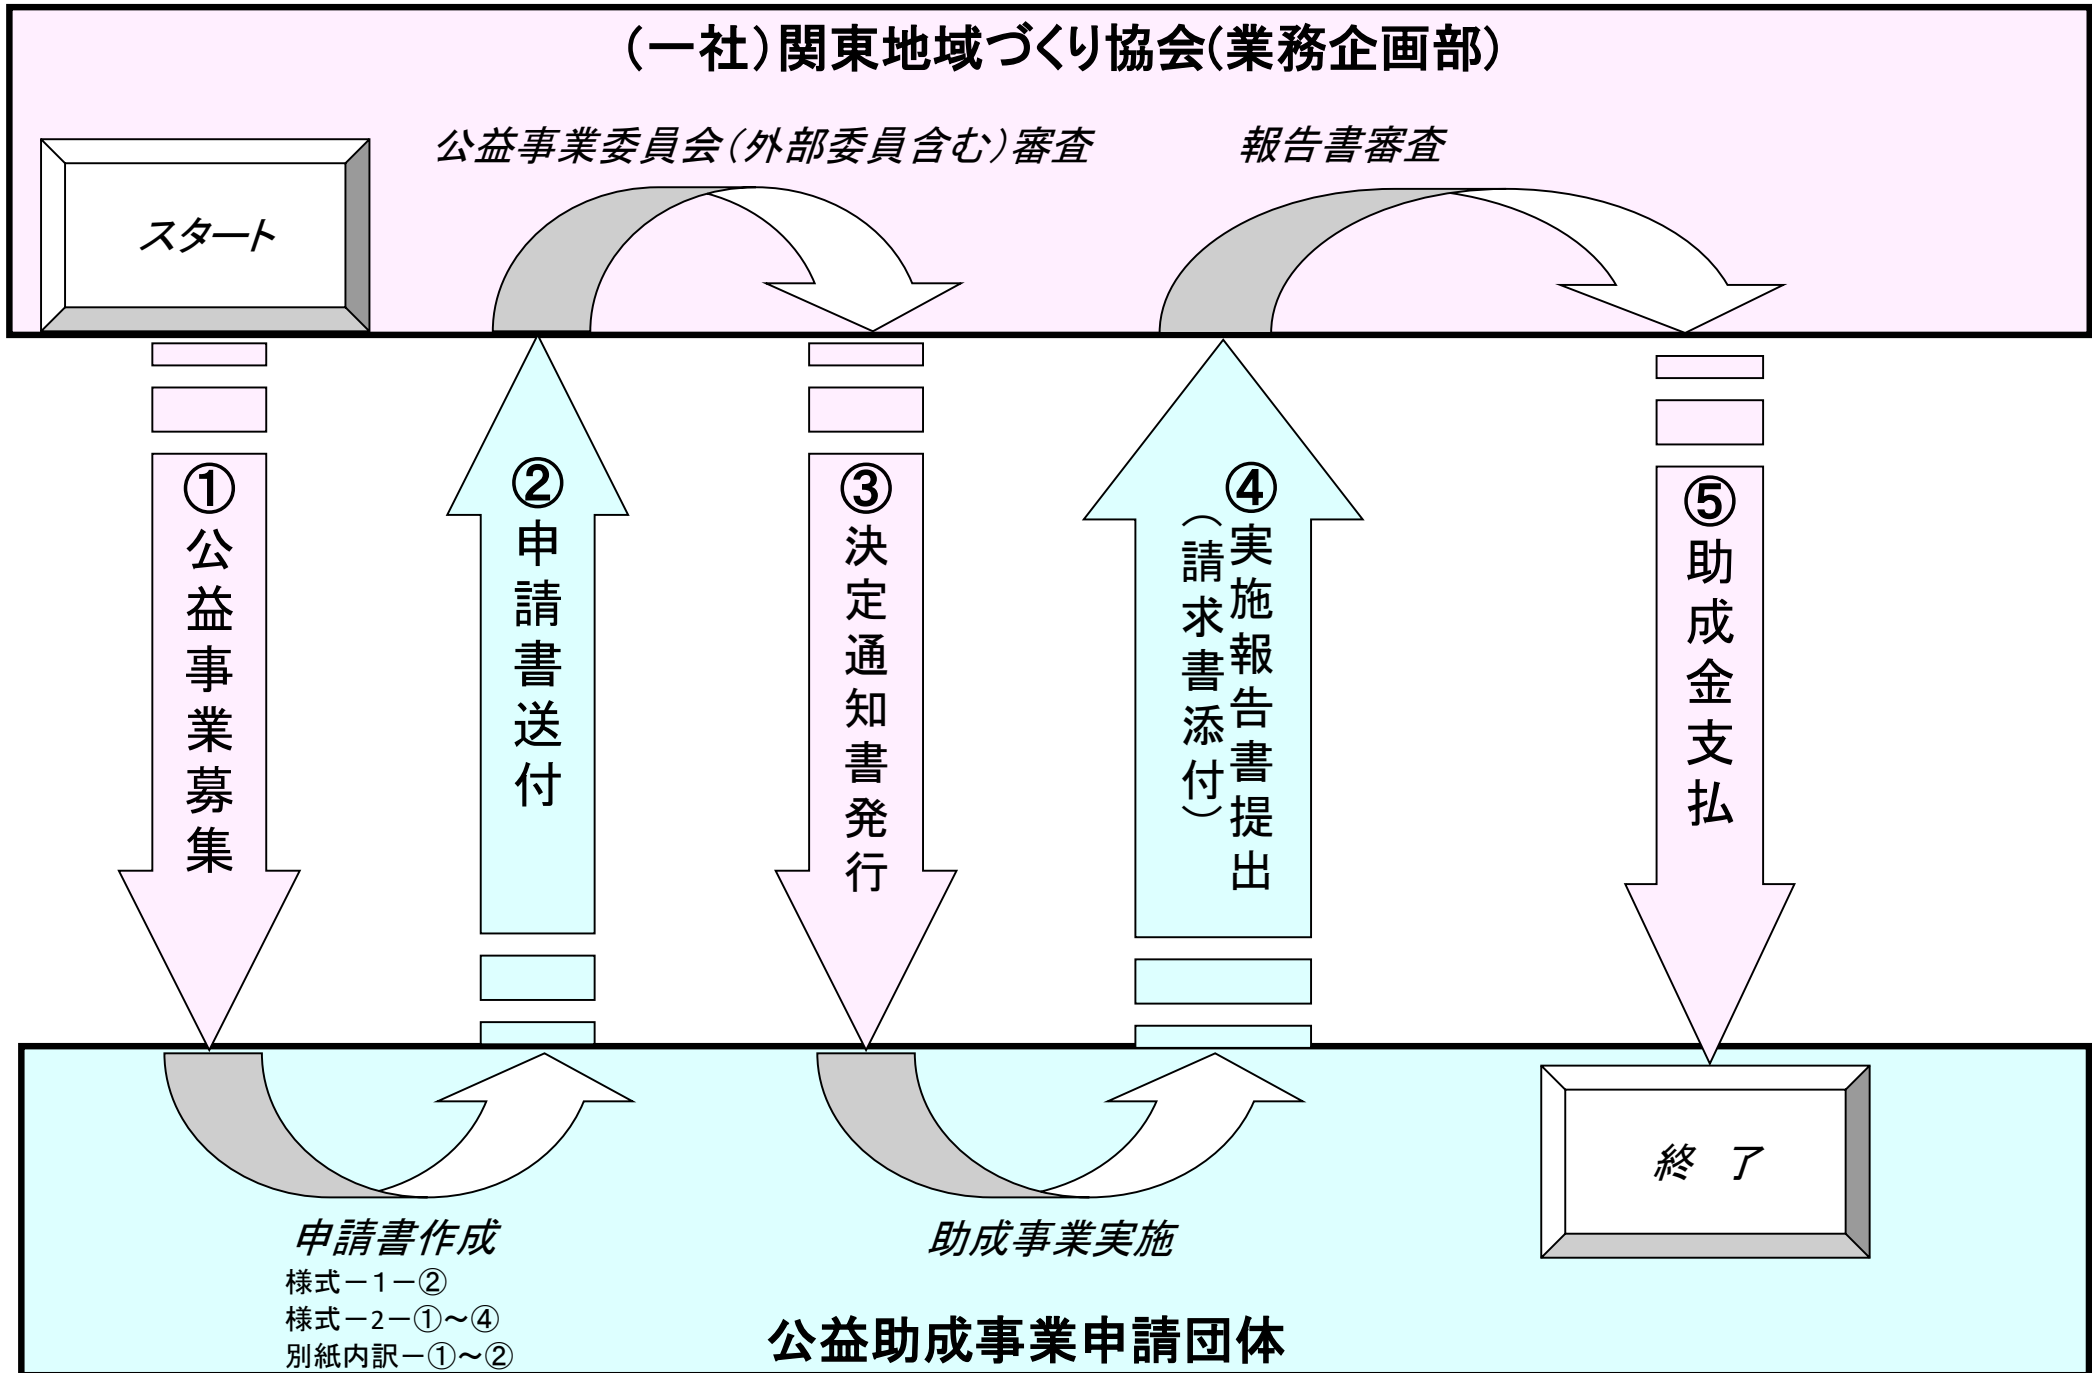 （一社）関東地域づくり協会(業務企画部)
公益事業委員会（外部委員含む）審査
報告書審査
スタート
①公益事業募集
②申請書送付
③決定通知書発行
④実施報告書提出
（請求書添付）
⑤助成金支払
申請書作成
様式－１－②
様式－2－①～④
別紙内訳－①～②
助成事業実施
終　了
公益助成事業申請団体